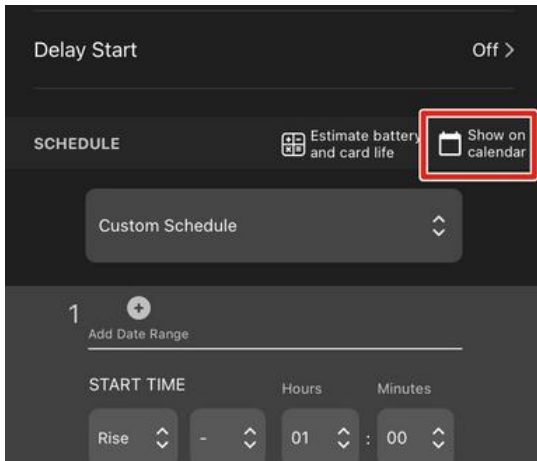 Delay Start
Off >
SCHEDULE
Estimate battery
and card life
Show on
calendar
Custom Schedule
1
Add Date Range
START TIME
Hours
Minutes
Rise
-
01
:
00